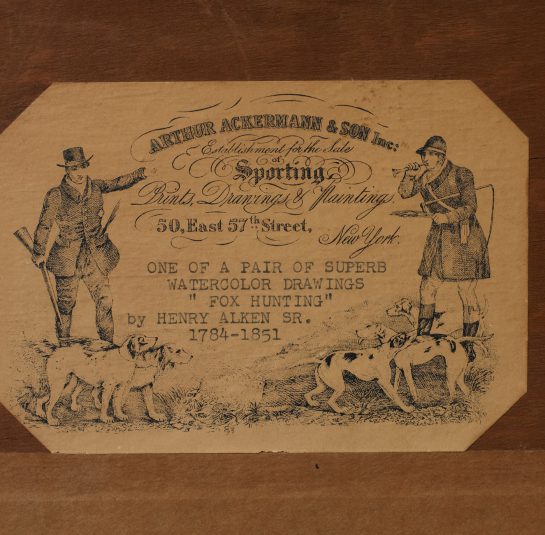 ARTHUR ACKERMANN & SON Inc:
Establishment for the Sale
of
Sporting
Prints, Drawings & Paintings,
50, East 57th Street,
New York.
ONE OF A PAIR OF SUPERB
WATERCOLOR DRAWINGS
" FOX HUNTING"
by HENRY ALKEN SR.
1784-1851